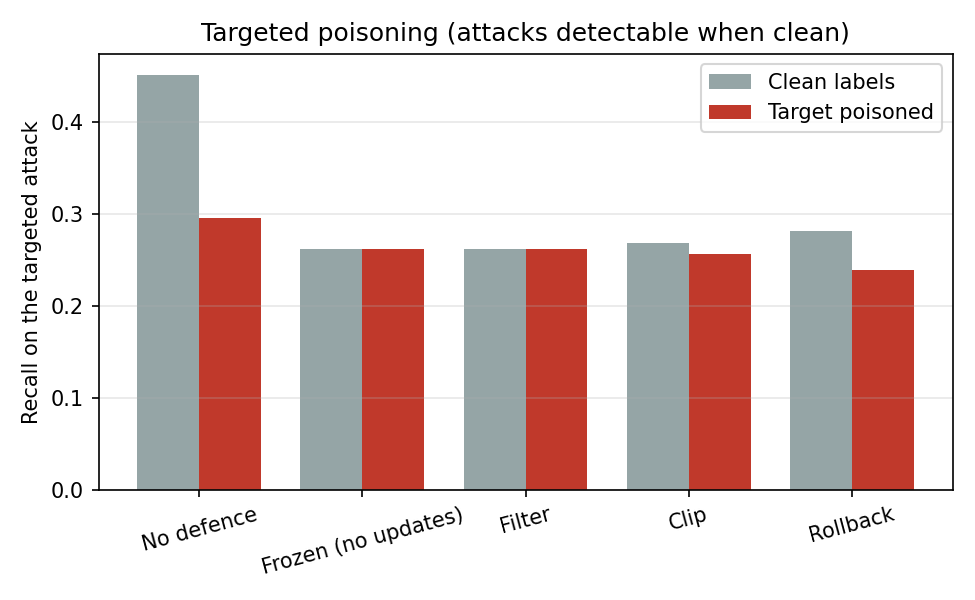 Targeted poisoning (attacks detectable when clean)
Clean labels
Target poisoned
Recall on the targeted attack
0.4
0.3
0.2
0.1
0.0
No defence
Frozen (no updates)
Filter
Clip
Rollback